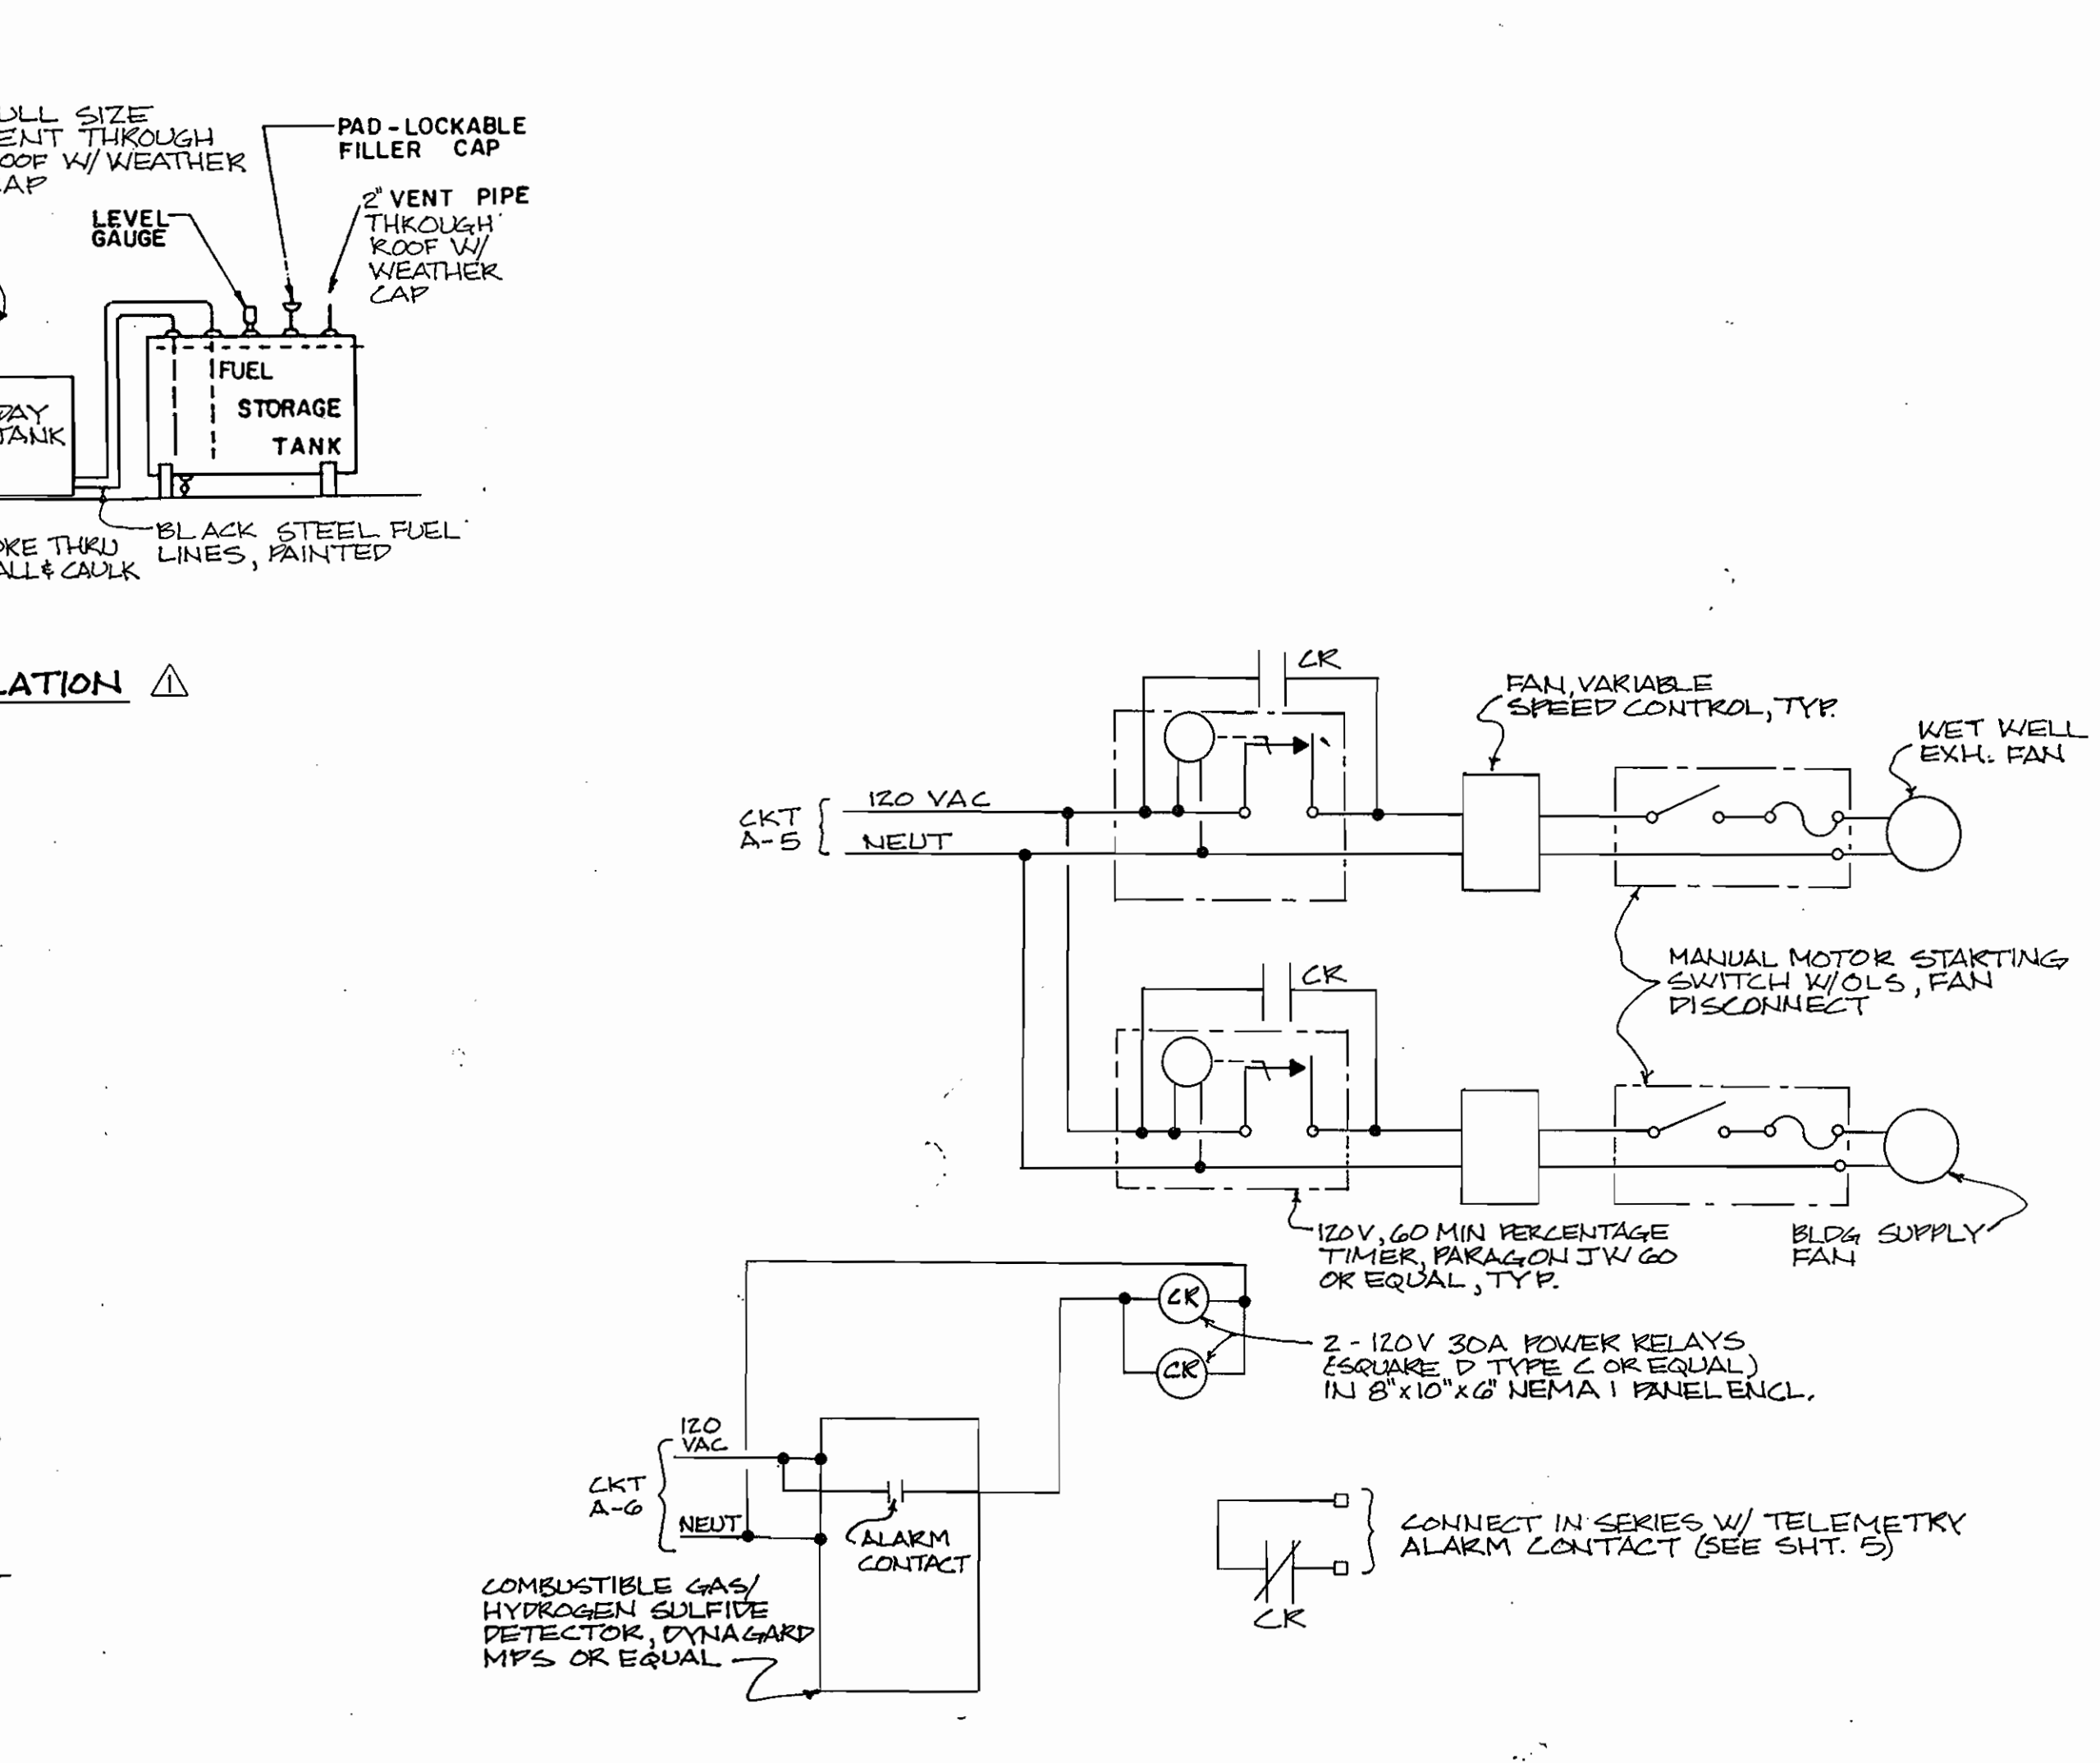 ULL SIZE
ENT THROUGH
OOF W/ WEATHER
AP
PAD-LOCKABLE
FILLER CAP
2" VENT PIPE
THROUGH
ROOF W/
WEATHER
CAP
LEVEL
GAUGE
FUEL
STORAGE
TANK
DAY
TANK
BLACK STEEL FUEL
LINES, PAINTED
ORE THRU
ALL & CAULK
LATION
1
CR
FAN, VARIABLE
SPEED CONTROL, TYP.
WET WELL
EXH. FAN
CKT
A-5
120 VAC
NEUT
MANUAL MOTOR STARTING
SWITCH W/OLS, FAN
DISCONNECT
CR
120V, 60 MIN PERCENTAGE
TIMER, PARAGON JW 60
OR EQUAL, TYP.
BLDG SUPPLY
FAN
CR
CR
2 - 120V 30A POWER RELAYS
(SQUARE D TYPE C OR EQUAL)
IN 8"x10"x6" NEMA 1 PANEL ENCL.
120
VAC
CKT
A-6
NEUT
ALARM
CONTACT
COMBUSTIBLE GAS/
HYDROGEN SULFIDE
DETECTOR, DYNAGARD
MPS OR EQUAL
CONNECT IN SERIES W/ TELEMETRY
ALARM CONTACT (SEE SHT. 5)
CR